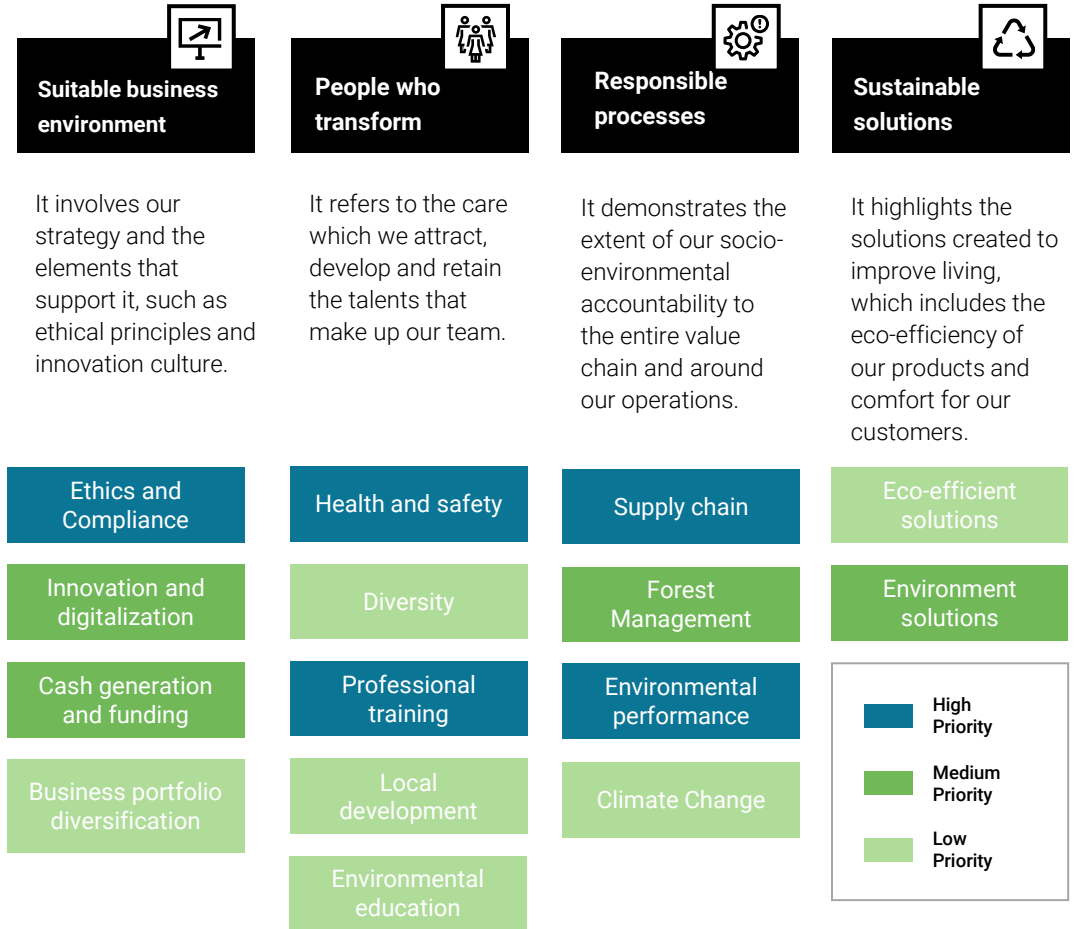 Suitable business
environment
It involves our
strategy and the
elements that
support it, such as
ethical principles and
innovation culture.
Ethics and
Compliance
Innovation and
digitalization
Cash generation
and funding
Business portfolio
diversification
People who
transform
It refers to the care
which we attract,
develop and retain
the talents that
make up our team.
Health and safety
Diversity
Professional
training
Local
development
Environmental
education
Responsible
processes
It demonstrates the
extent of our socio-
environmental
accountability to
the entire value
chain and around
our operations.
Supply chain
Forest
Management
Environmental
performance
Climate Change
Sustainable
solutions
It highlights the
solutions created to
improve living,
which includes the
eco-efficiency of
our products and
comfort for our
customers.
Eco-efficient
solutions
Environment
solutions
High
Priority
Medium
Priority
Low
Priority